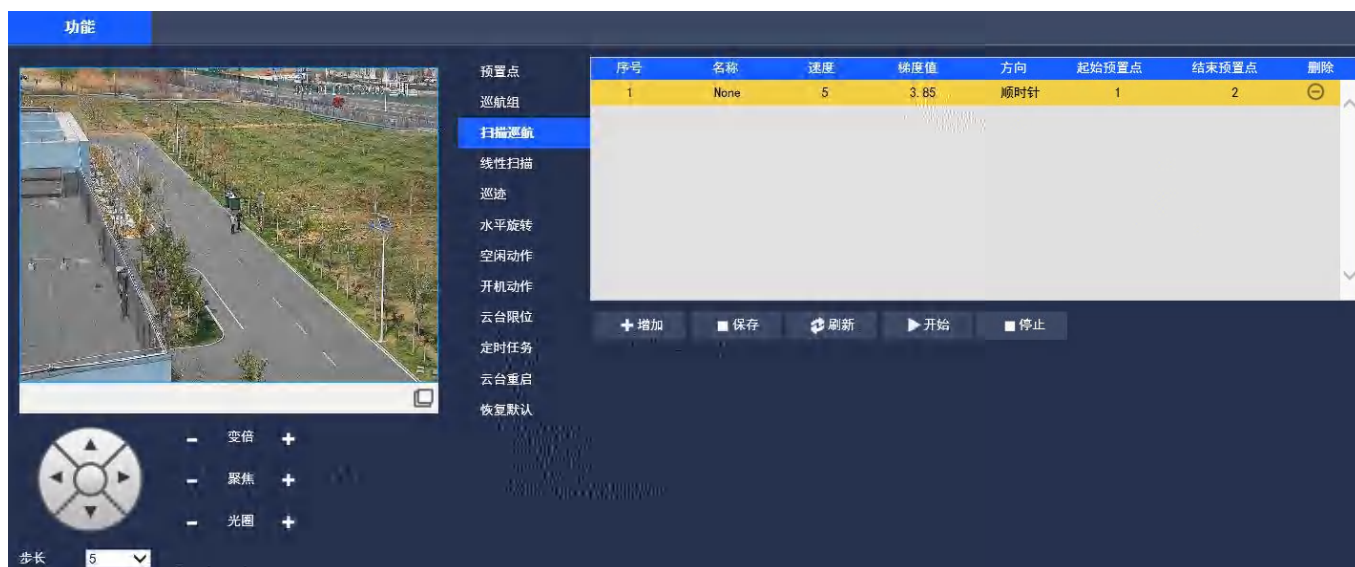 功能
预置点
巡航组
扫描巡航
线性扫描
巡迹
水平旋转
空闲动作
开机动作
云台限位
定时任务
云台重启
恢复默认
序号 名称 速度 梯度值 方向 起始预置点 结束预置点 删除
1 None 5 3.85 顺时针 1 2
增加 保存 刷新 开始 停止
变倍
聚焦
光圈
步长 5